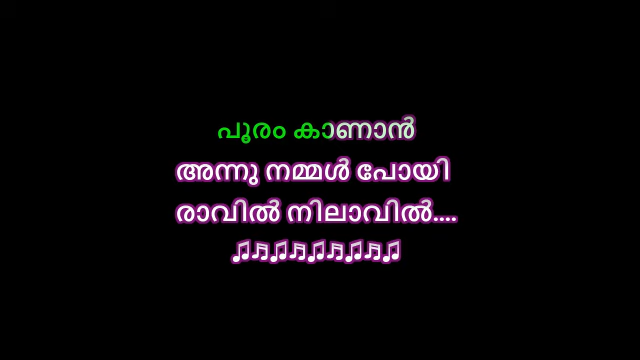 പൂരം കാണാൻ
അന്നു നമ്മൾ പോയി
രാവിൽ നിലാവിൽ....
♫♬♫♬♫♬♫♬♫